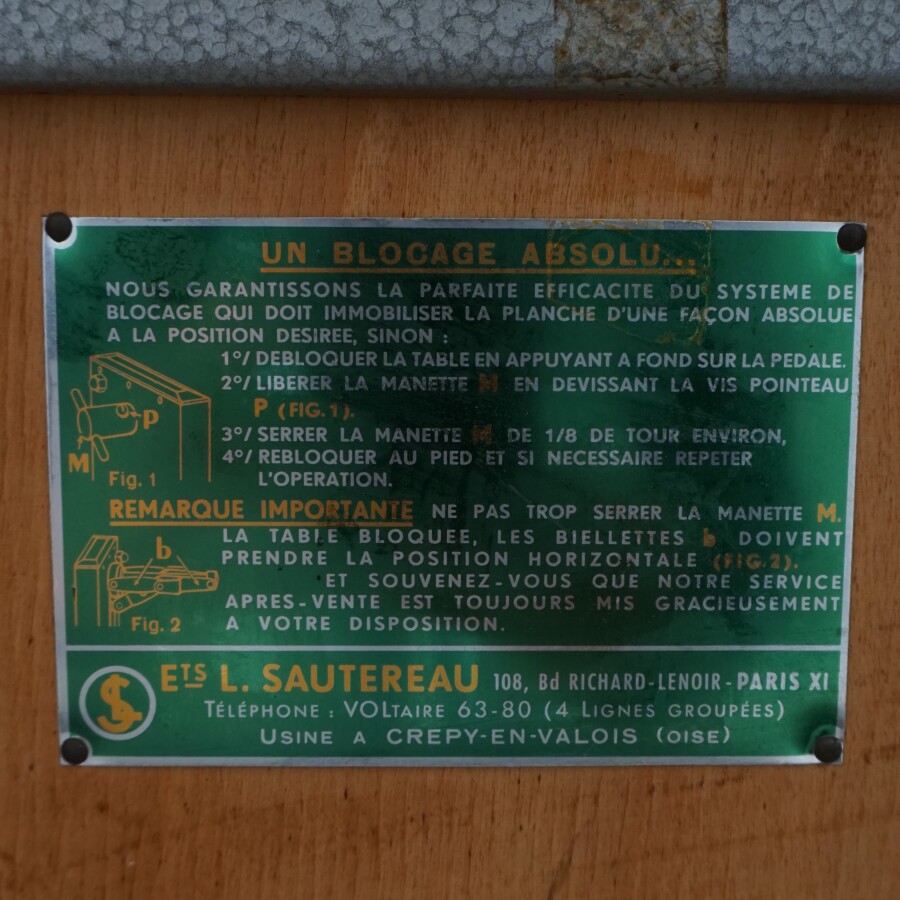 UN BLOCAGE ABSOLU...
NOUS GARANTISSONS LA PARFAITE EFFICACITE DU SYSTEME DE
BLOCAGE QUI DOIT IMMOBILISER LA PLANCHE D'UNE FAÇON ABSOLUE
A LA POSITION DESIREE, SINON :
1º/ DEBLOQUER LA TABLE EN APPUYANT A FOND SUR LA PEDALE.
2º/ LIBERER LA MANETTE M EN DEVISSANT LA VIS POINTEAU
P (FIG.1).
3º/ SERRER LA MANETTE M DE 1/8 DE TOUR ENVIRON,
4º/ REBLOQUER AU PIED ET SI NECESSAIRE REPETER
L'OPERATION.
P
M
Fig. 1
REMARQUE IMPORTANTE NE PAS TROP SERRER LA MANETTE M.
LA TABLE BLOQUEE, LES BIELLETTES b DOIVENT
PRENDRE LA POSITION HORIZONTALE (FIG.2).
ET SOUVENEZ-VOUS QUE NOTRE SERVICE
APRES-VENTE EST TOUJOURS MIS GRACIEUSEMENT
A VOTRE DISPOSITION.
b
Fig. 2
ETS L. SAUTEREAU 108, Bd RICHARD-LENOIR-PARIS XI
TÉLÉPHONE : VOLTAIRE 63-80 (4 LIGNES GROUPÉES)
USINE A CREPY-EN-VALOIS (OISE)